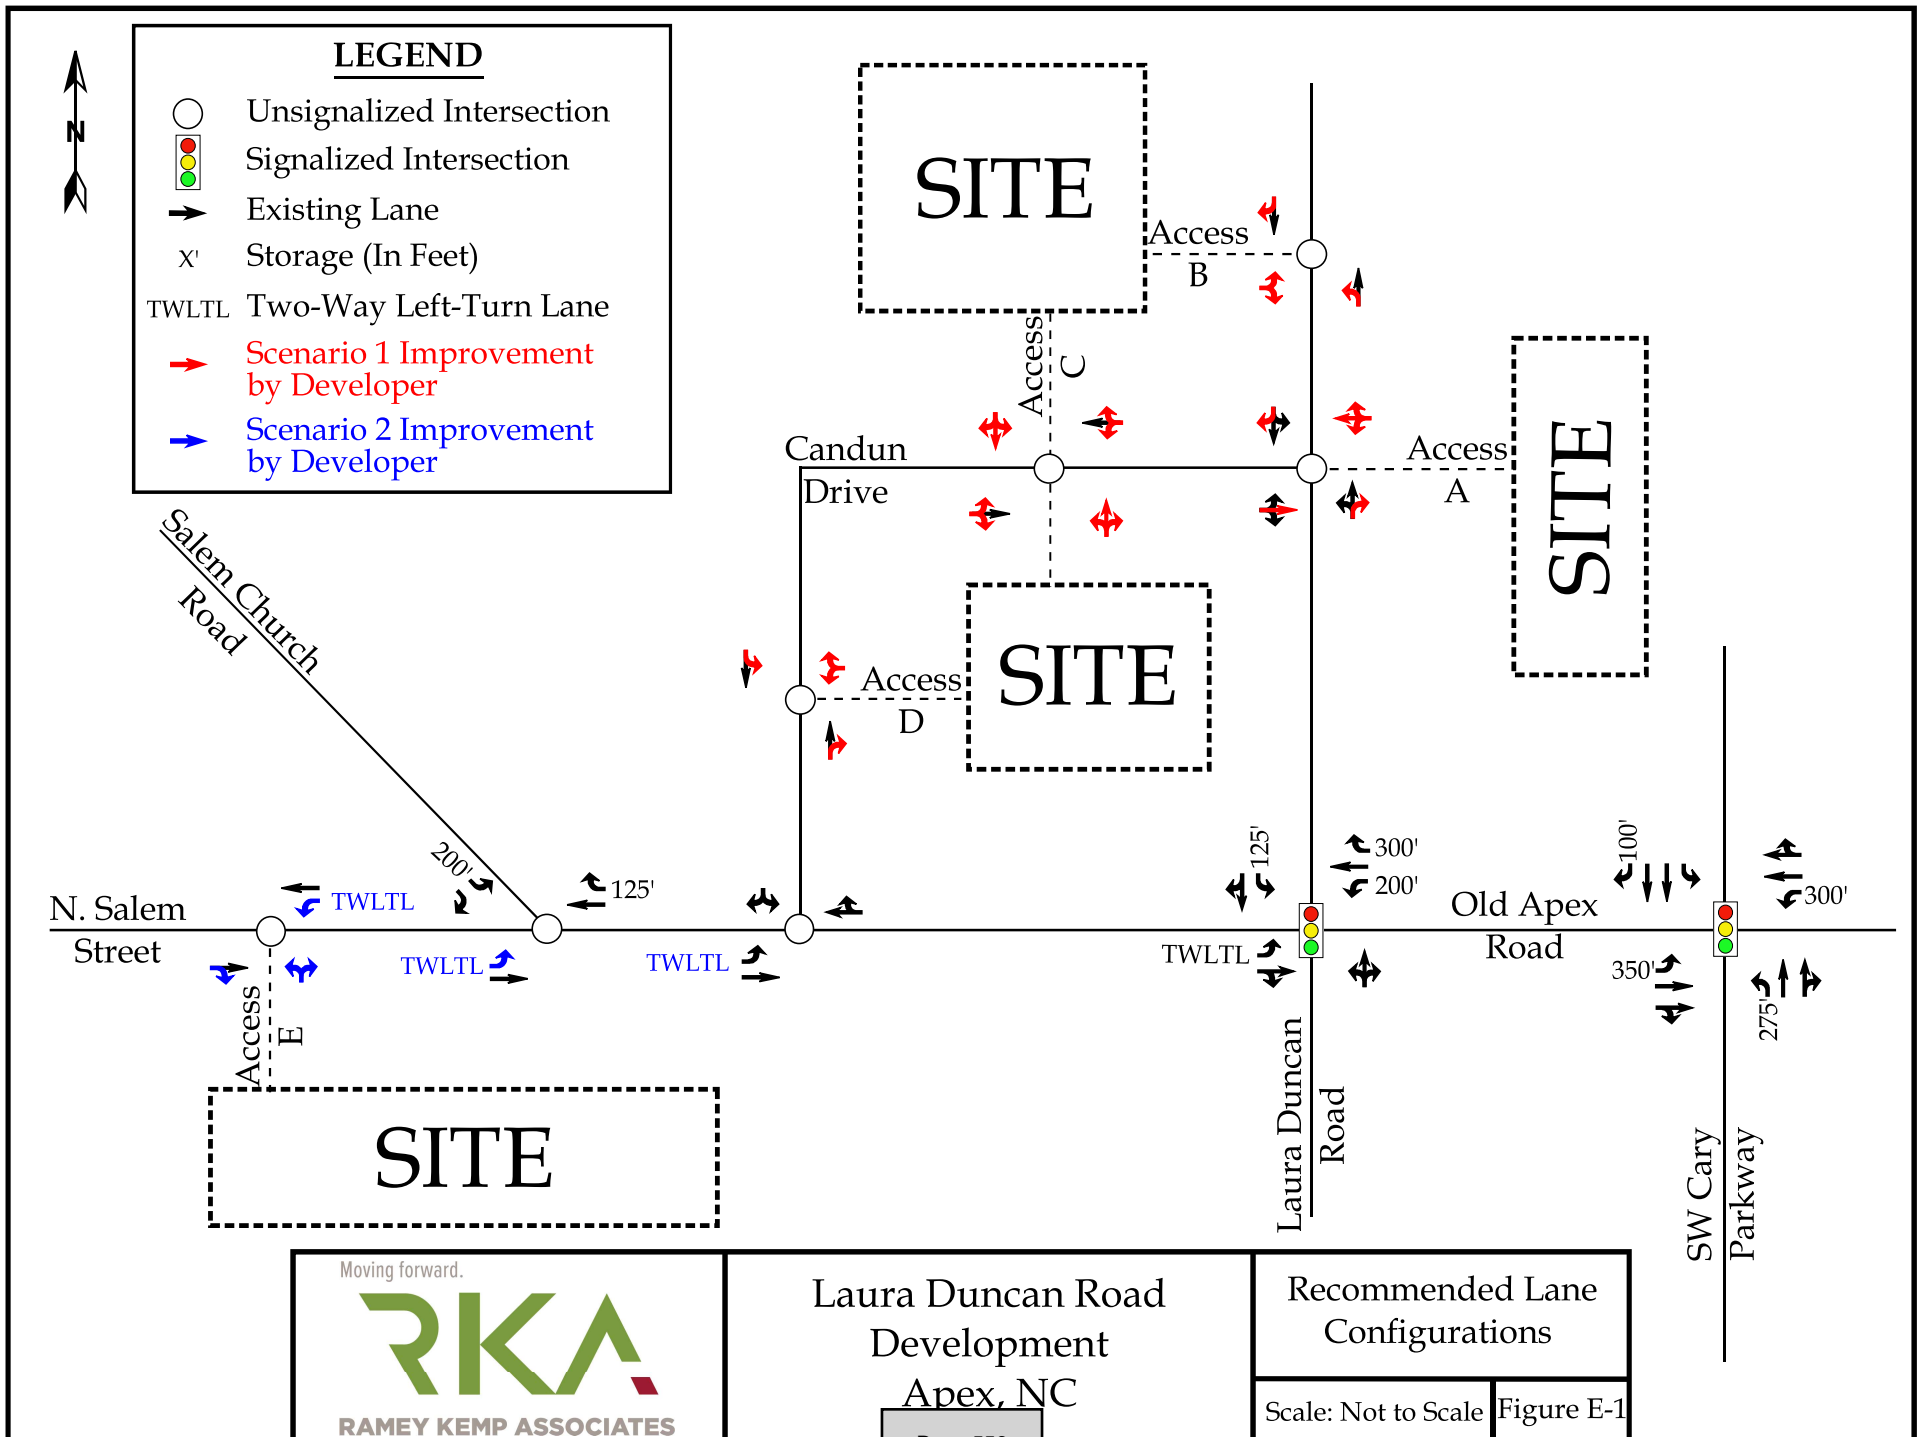 LEGEND
Unsignalized Intersection
Signalized Intersection
Existing Lane
X' Storage (In Feet)
TWLTL Two-Way Left-Turn Lane
Scenario 1 Improvement
by Developer
Scenario 2 Improvement
by Developer
N
SITE
Access
B
Access
C
Candun
Drive
Access
A
SITE
Salem Church
Road
SITE
Access
D
200'
125'
125'
300'
200'
100'
300'
N. Salem
Street
TWLTL
TWLTL
TWLTL
TWLTL
Old Apex
Road
350'
275'
Access
E
SITE
Laura Duncan
Road
SW Cary
Parkway
Moving forward.
RKA
RAMEY KEMP ASSOCIATES
Laura Duncan Road
Development
Apex, NC
Recommended Lane
Configurations
Scale: Not to Scale
Figure E-1